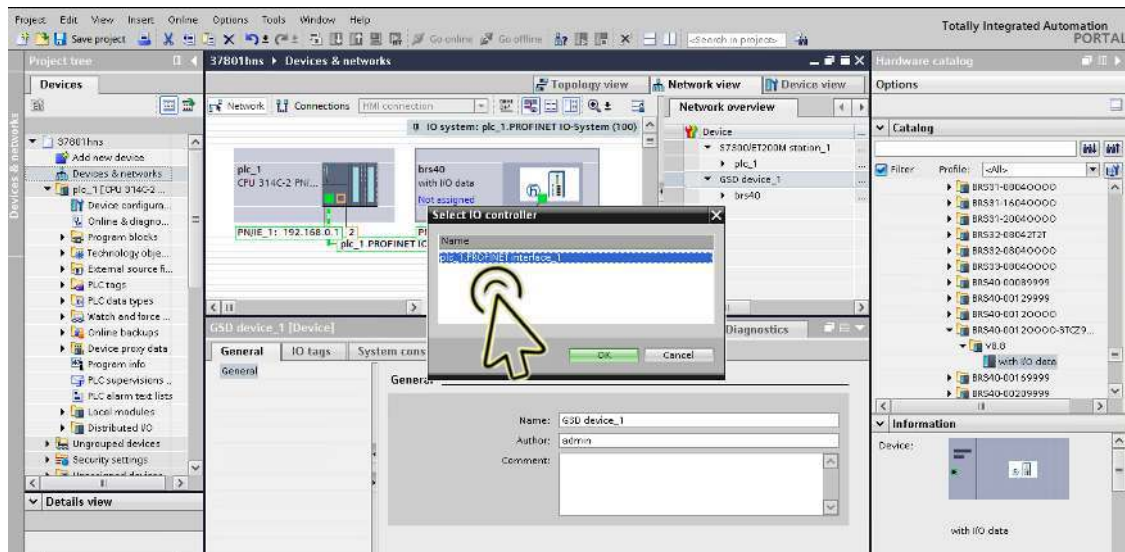 Project Edit View Insert Online Options Tools Window Help
Totally Integrated Automation
PORTAL
Save project Go online Go offline <Search in project>
Project tree
37801hns ▸ Devices & networks
Hardware catalog
Devices
Topology view Network view Device view
Options
Network Connections HMI connection
Network overview
IO system: plc_1.PROFINET IO-System (100)
Catalog
Devices & networks
37801hns
Add new device
Devices & networks
plc_1 [CPU 314C-2 ...
Device configura...
Online & diagno...
Program blocks
Technology obje...
External source fi...
PLC tags
PLC data types
Watch and force ...
Online backups
Device proxy data
Program info
PLC supervisions ..
PLC alarm text lists
Local modules
Distributed I/O
Ungrouped devices
Security settings
Details view
plc_1
CPU 314C-2 PN/...
brs40
with I/O data
Not assigned
PN/IE_1: 192.168.0.1 2
plc_1.PROFINET IC
Device
S7300/ET200M station_1
plc_1
GSD device_1
brs40
Select IO controller
Name
plc_1.PROFINET interface_1
OK Cancel
GSD device_1 [Device]
Diagnostics
General IO tags System cons
General
General
Name: GSD device_1
Author: admin
Comment:
Filter Profile: <All>
BRS31-08040000
BRS31-16040000
BRS31-20040000
BRS32-08042T2T
BRS32-08040000
BRS33-08040000
BRS40-00089999
BRS40-00129999
BRS40-00120000
BRS40-00120000-STCZ9...
V8.0
with I/O data
BRS40-00169999
BRS40-00209999
Information
Device:
with I/O data